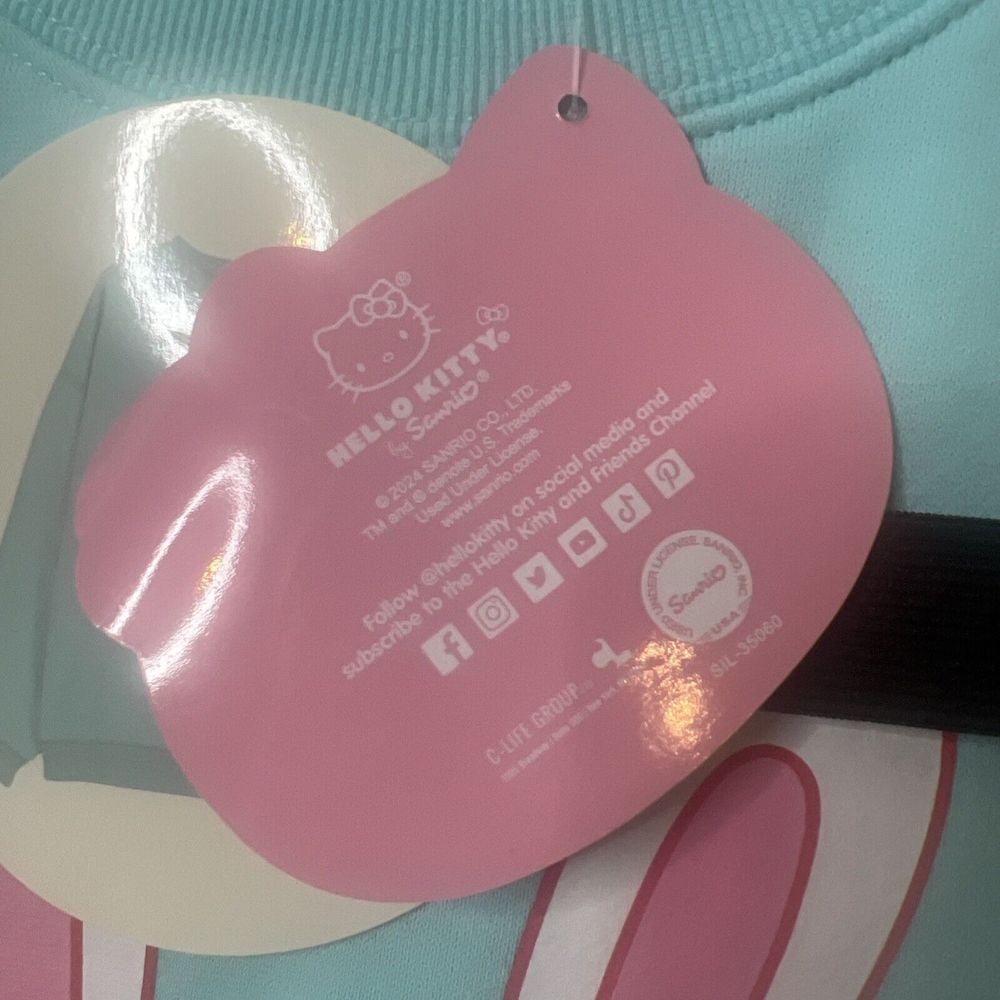 HELLO KITTY®
by Sanrio®
© 2024 SANRIO CO., LTD.
TM and ® denote U.S. Trademarks
Used Under License.
www.sanrio.com
Follow @hellokitty on social media and
subscribe to the Hello Kitty and Friends Channel
USED UNDER LICENSE. SANRIO, INC.
Sanrio
USA
SIL-35060
C-LIFE GROUP